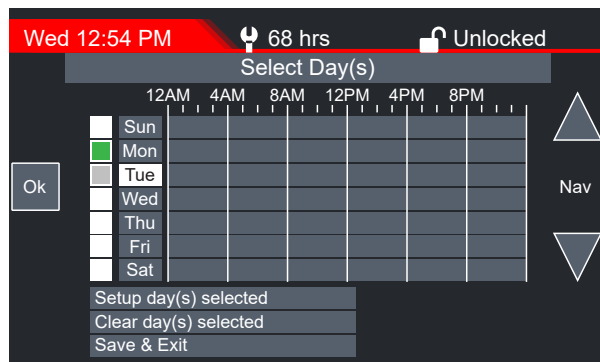 Wed 12:54 PM 68 hrs Unlocked
Select Day(s)
12AM 4AM 8AM 12PM 4PM 8PM
Sun
Mon
Tue
Wed
Thu
Fri
Sat
Ok
Nav
Setup day(s) selected
Clear day(s) selected
Save & Exit